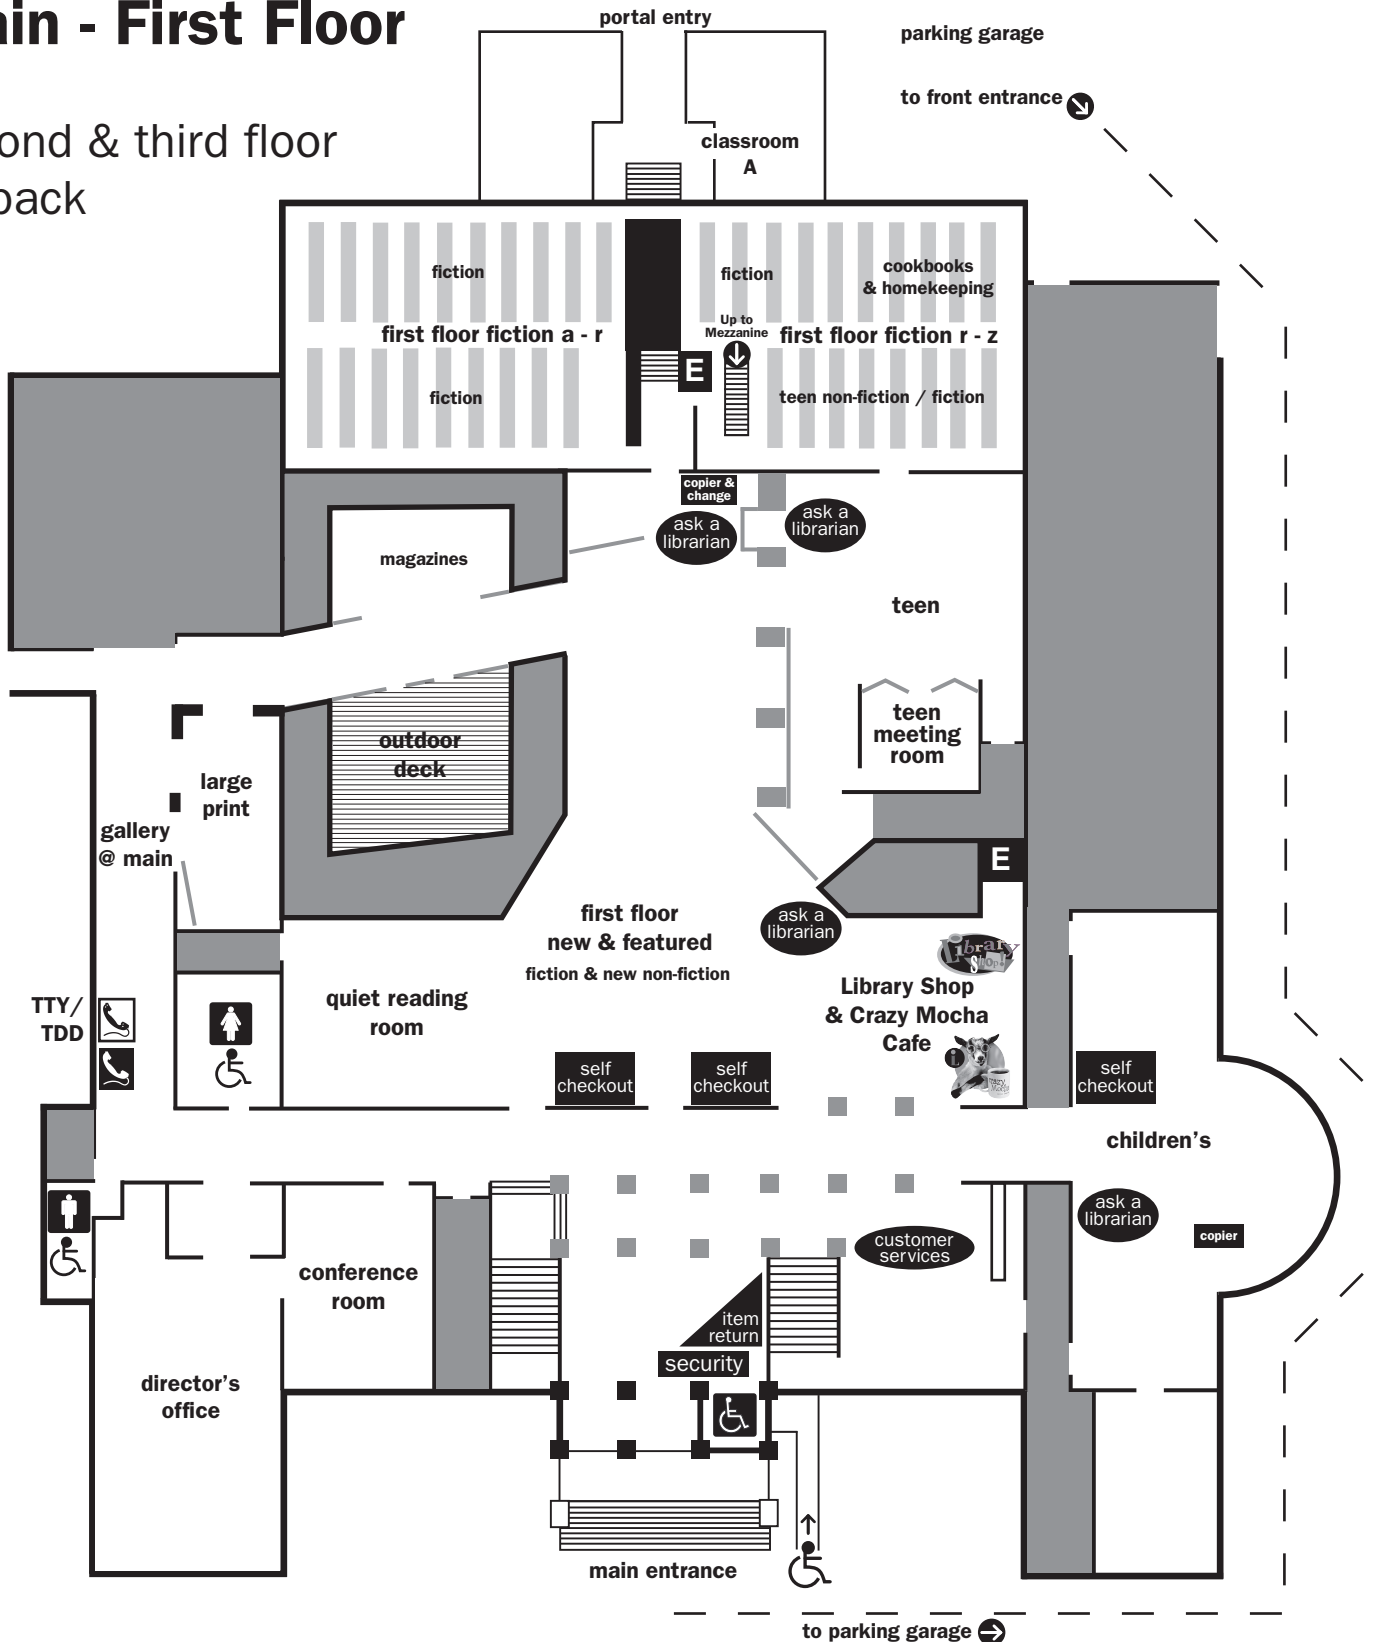 ain - First Floor
ond & third floor
back
portal entry
parking garage
to front entrance
classroom
A
fiction
fiction
cookbooks
& homekeeping
first floor fiction a - r
Up to
Mezzanine
first floor fiction r - z
E
fiction
teen non-fiction / fiction
copier &
change
ask a
librarian
ask a
librarian
magazines
teen
teen
meeting
room
outdoor
deck
large
print
gallery
@ main
E
first floor
new & featured
fiction & new non-fiction
ask a
librarian
Library
Shop!
Library Shop
& Crazy Mocha
Cafe
quiet reading
room
TTY/
TDD
self
checkout
self
checkout
self
checkout
children's
ask a
librarian
copier
customer
services
conference
room
item
return
security
director's
office
main entrance
to parking garage